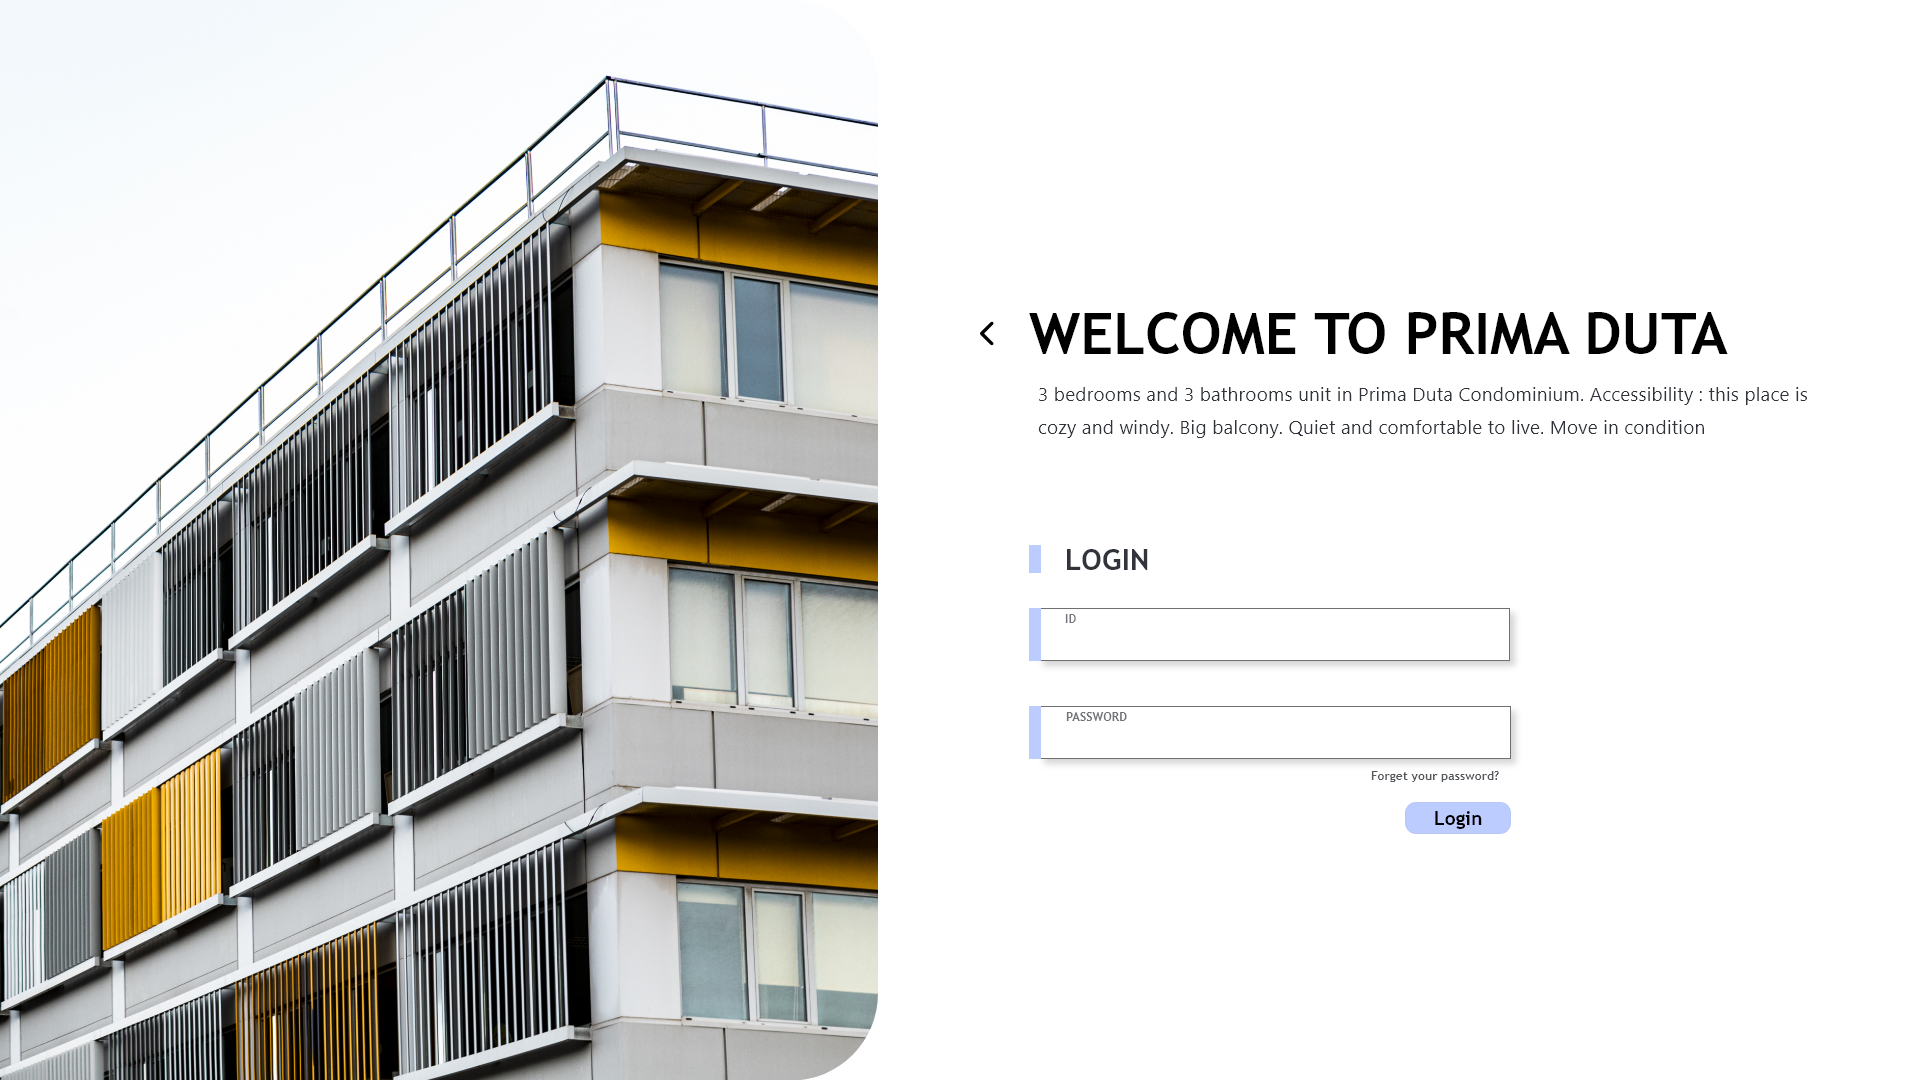 WELCOME TO PRIMA DUTA
3 bedrooms and 3 bathrooms unit in Prima Duta Condominium. Accessibility : this place is
cozy and windy. Big balcony. Quiet and comfortable to live. Move in condition
LOGIN
ID
PASSWORD
Forget your password?
Login